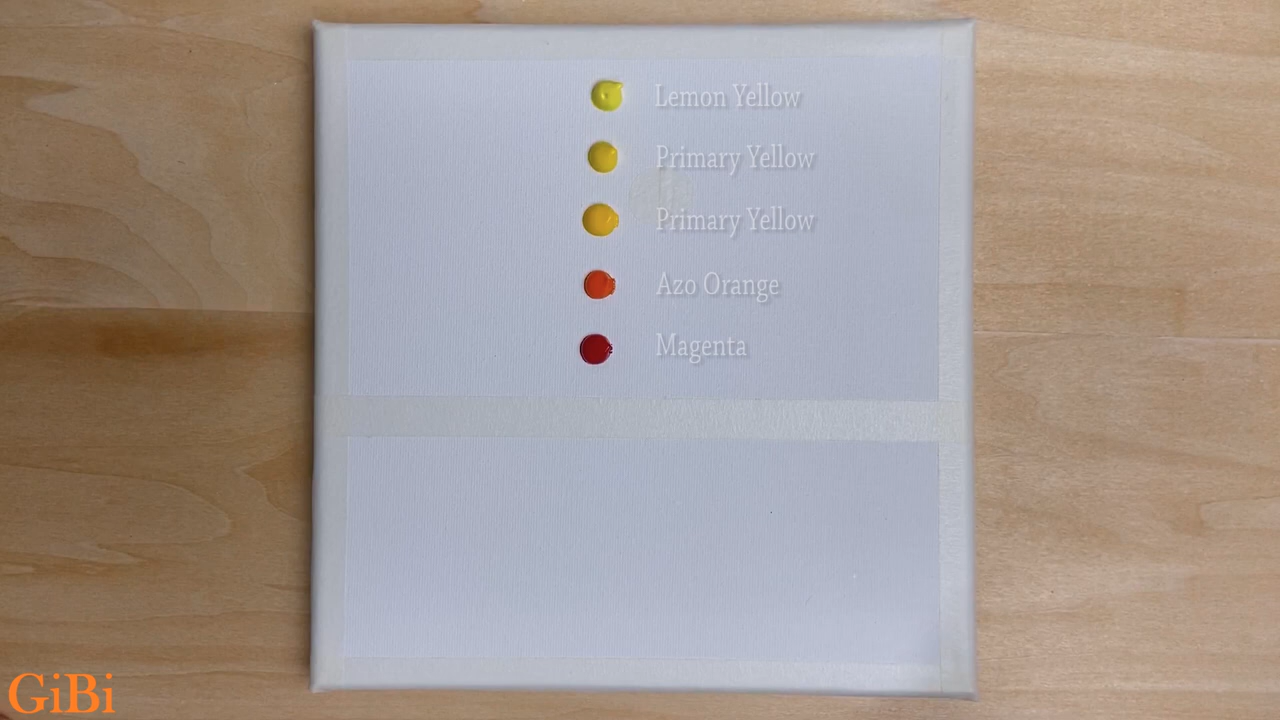 Lemon Yellow
Primary Yellow
Primary Yellow
Azo Orange
Magenta
GiBi